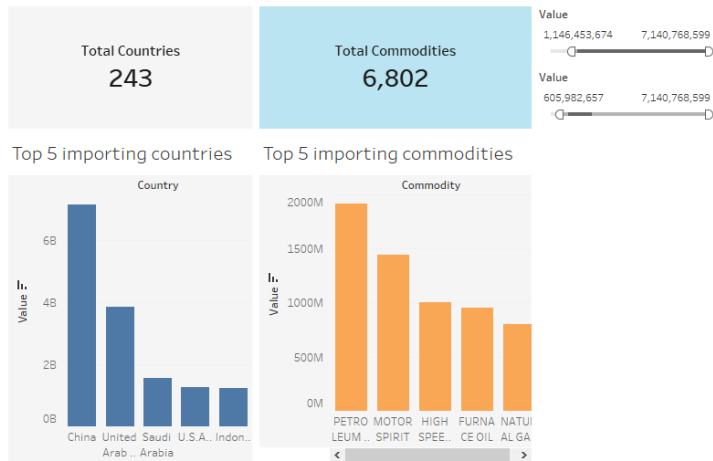 Total Countries
243
Total Commodities
6,802
Value
1,146,453,674 7,140,768,599
Value
605,982,657 7,140,768,599
Top 5 importing countries
Top 5 importing commodities
Country
Value
6B
4B
2B
0B
China
United
Arab ..
Saudi
Arabia
U.S.A..
Indon..
Commodity
Value
2000M
1500M
1000M
500M
0M
PETRO
LEUM ..
MOTOR
SPIRIT
HIGH
SPEE..
FURNA
CE OIL
NATU
AL GA